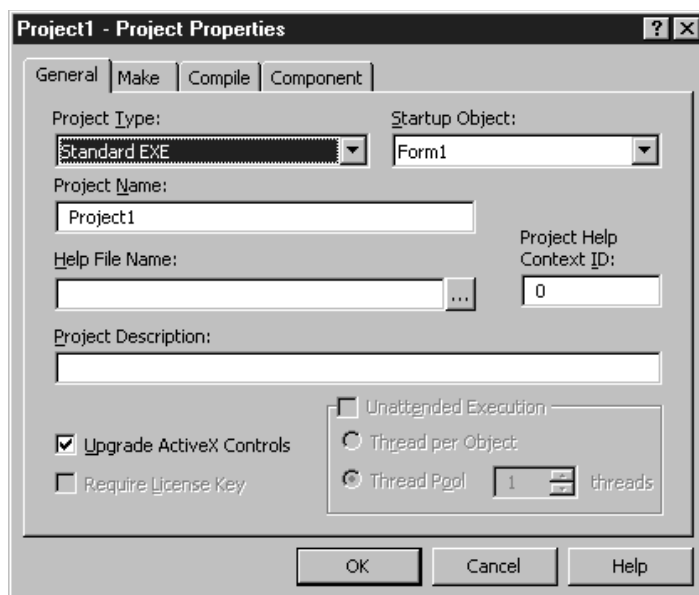 Project1 - Project Properties
General Make Compile Component
Project Type: Startup Object:
Standard EXE Form1
Project Name:
Project1
Project Help
Help File Name: Context ID:
... 0
Project Description:
Unattended Execution
Upgrade ActiveX Controls Thread per Object
Require License Key Thread Pool 1 threads
OK Cancel Help